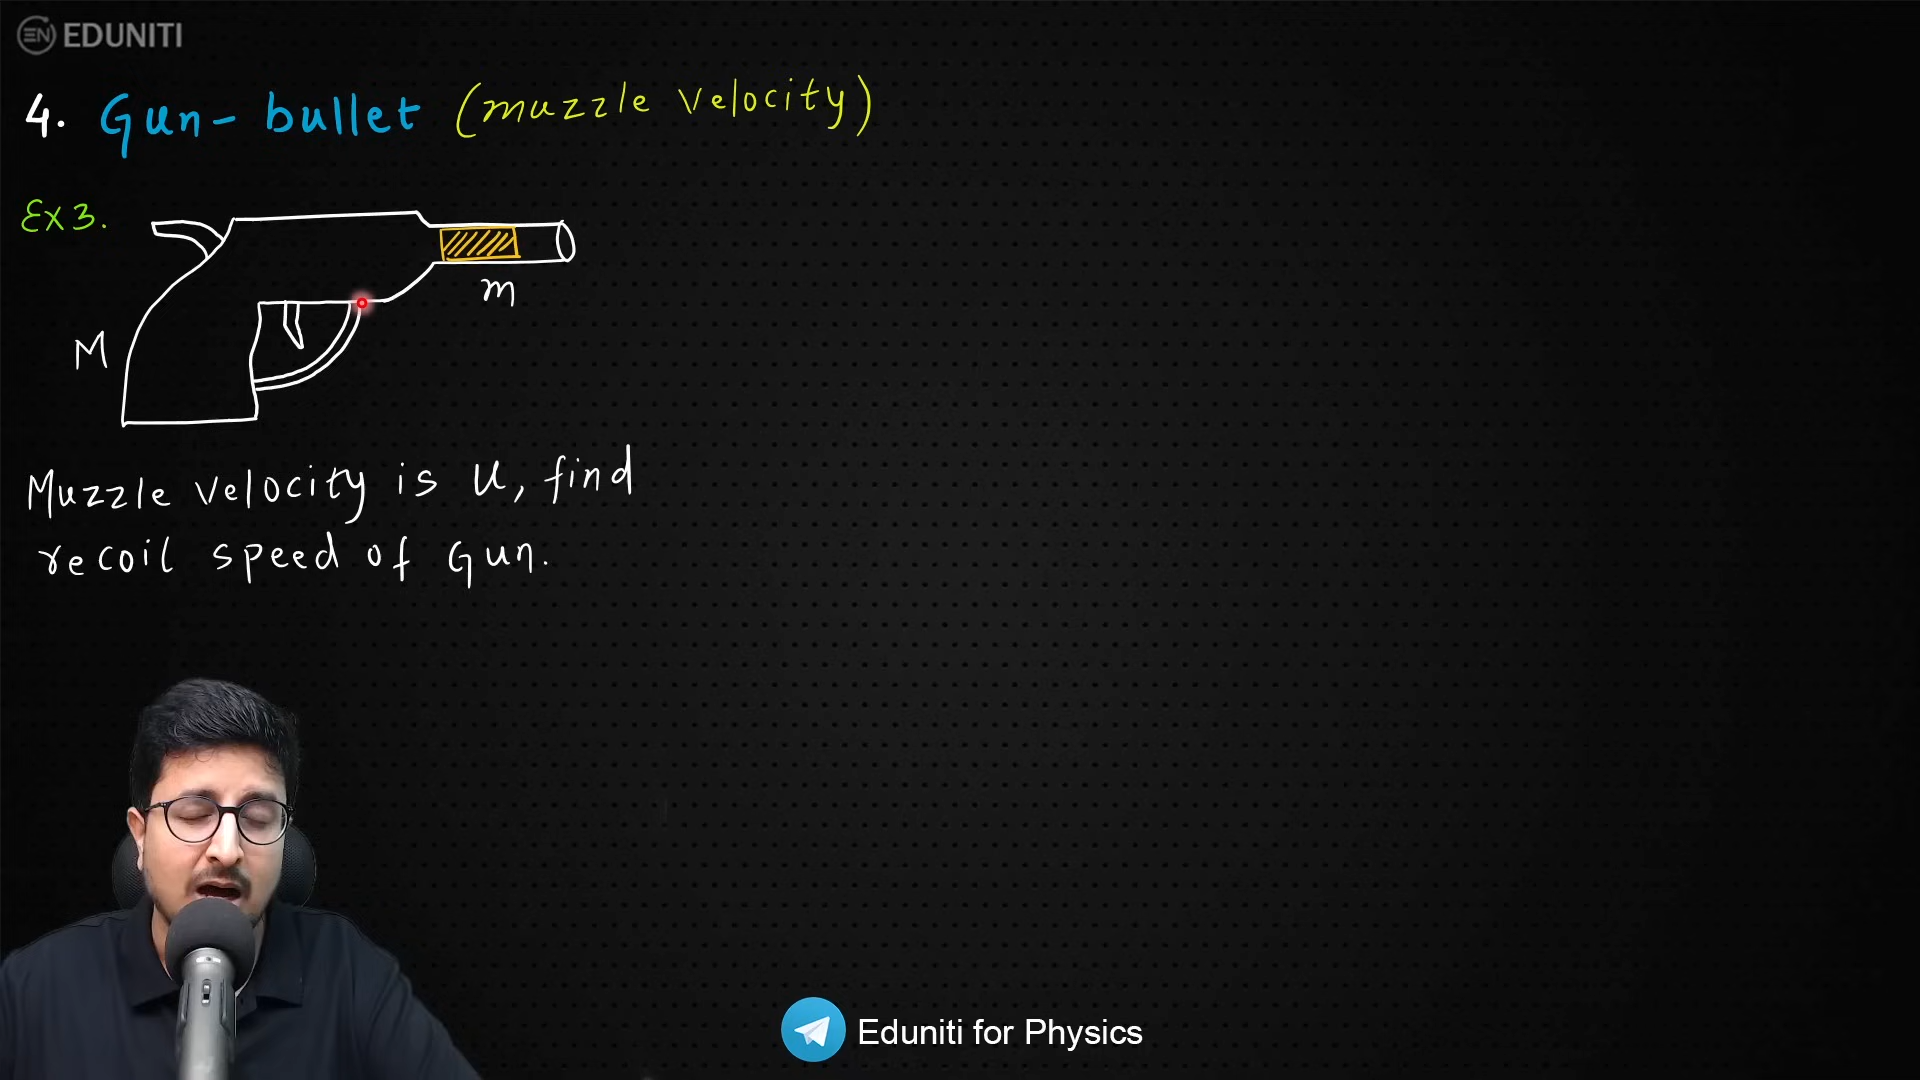 EDUNITI
4. Gun- bullet (muzzle velocity)
Ex 3.
m
M
Muzzle velocity is u, find
recoil speed of Gun.
Eduniti for Physics